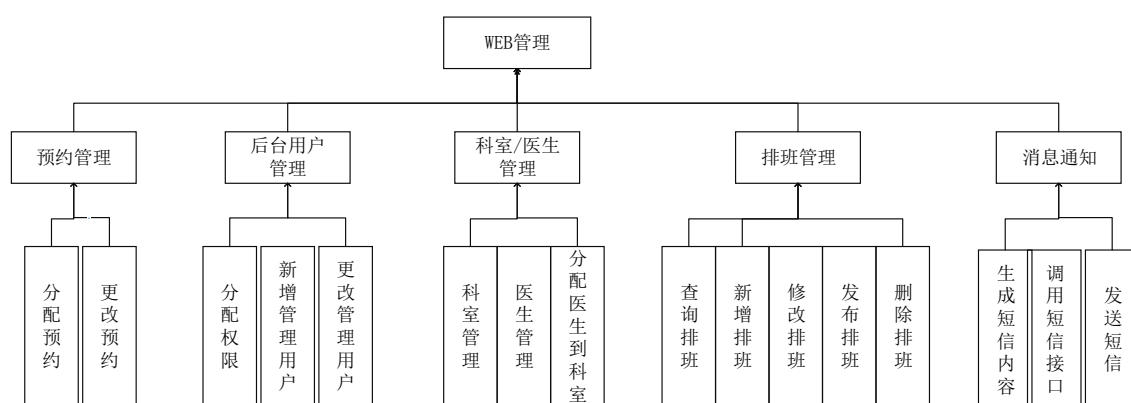 WEB管理
预约管理
后台用户
管理
科室/医生
管理
排班管理
消息通知
分配预约
更改预约
分配权限
新增管理用户
更改管理用户
科室管理
医生管理
分配医生到科室
查询排班
新增排班
修改排班
发布排班
删除排班
生成短信内容
调用短信接口
发送短信